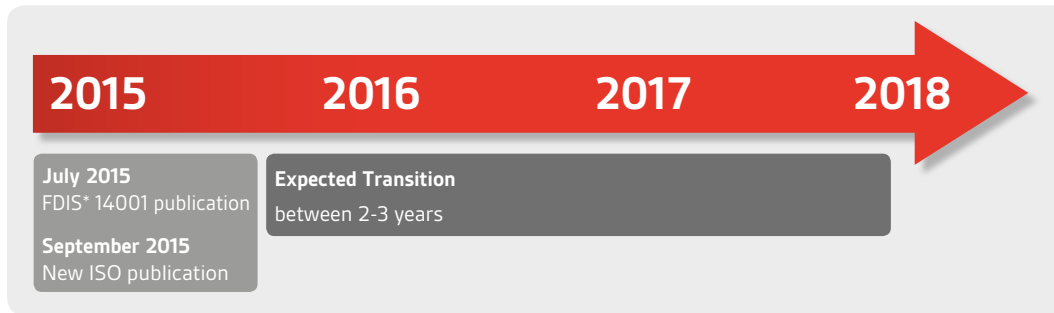 2015 2016 2017 2018
July 2015
FDIS* 14001 publication
September 2015
New ISO publication
Expected Transition
between 2-3 years